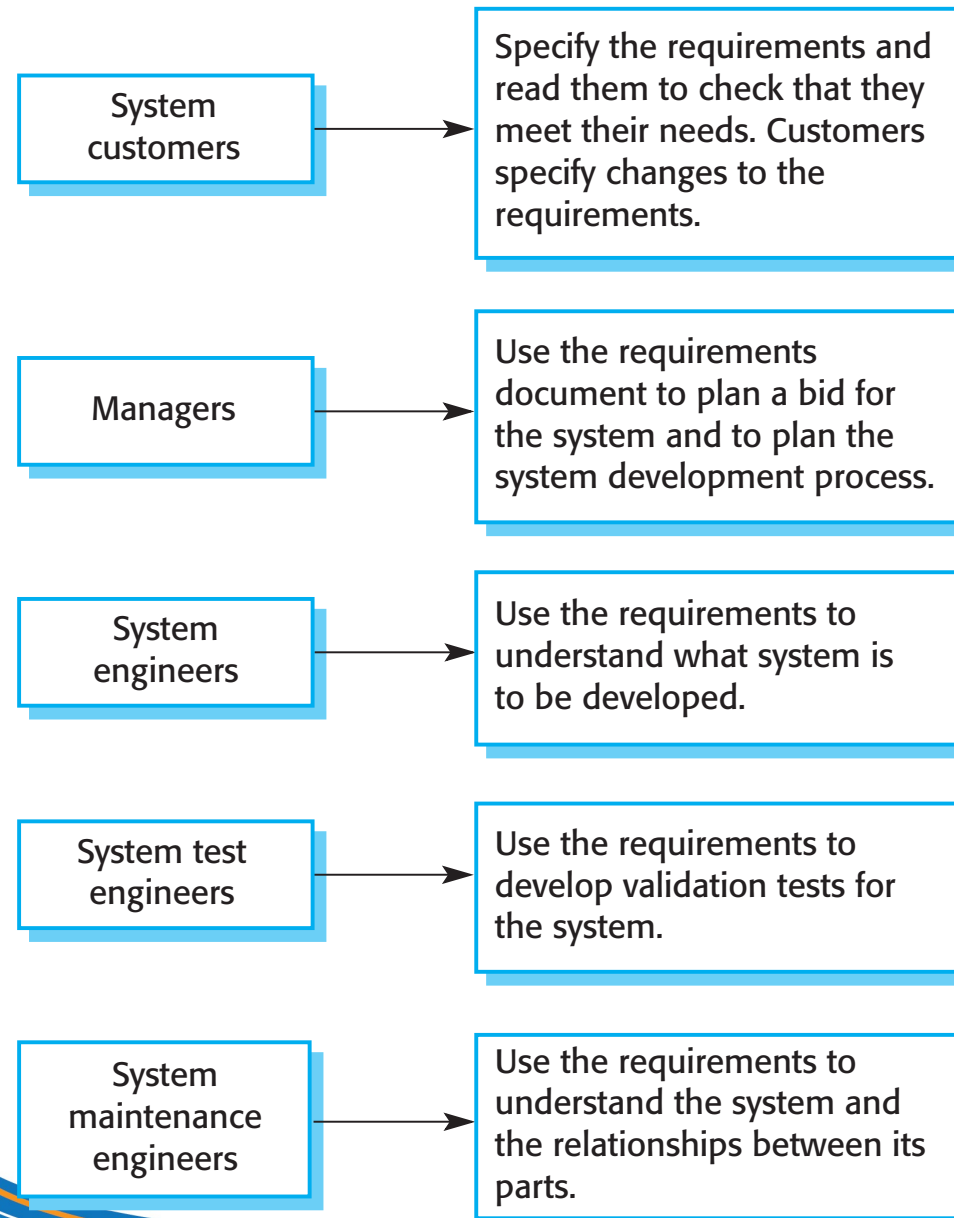 System
customers
Specify the requirements and
read them to check that they
meet their needs. Customers
specify changes to the
requirements.
Managers
Use the requirements
document to plan a bid for
the system and to plan the
system development process.
System
engineers
Use the requirements to
understand what system is
to be developed.
System test
engineers
Use the requirements to
develop validation tests for
the system.
System
maintenance
engineers
Use the requirements to
understand the system and
the relationships between its
parts.